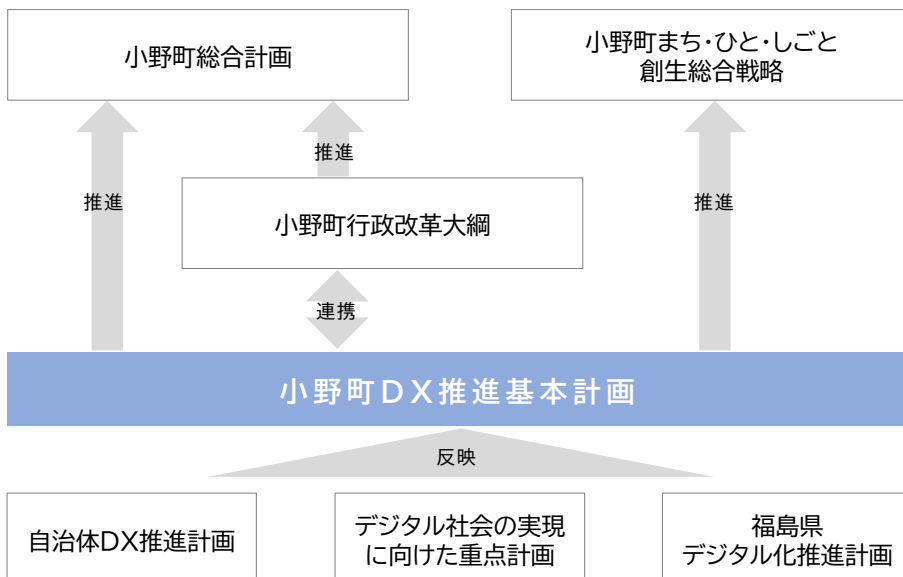 小野町総合計画
小野町まち・ひと・しごと
創生総合戦略
推進
推進
推進
小野町行政改革大綱
連携
小野町DX推進基本計画
反映
自治体DX推進計画
デジタル社会の実現
に向けた重点計画
福島県
デジタル化推進計画